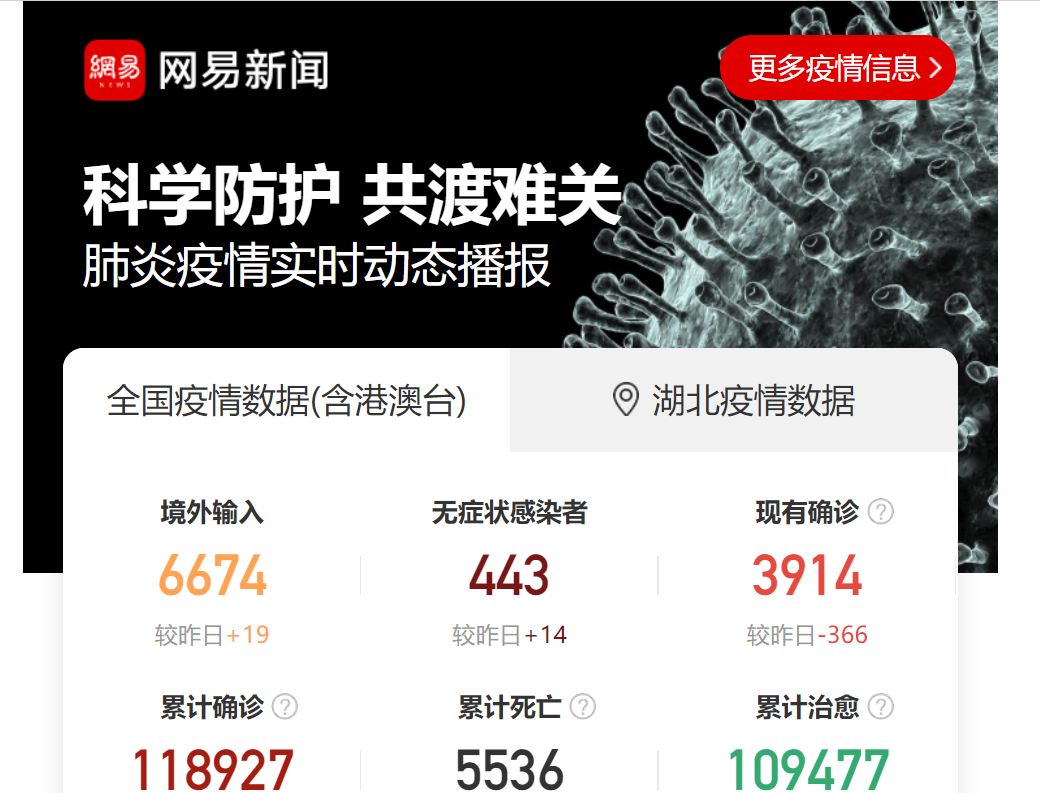 網易 网易新闻
NEWS
更多疫情信息 >
科学防护 共渡难关
肺炎疫情实时动态播报
全国疫情数据(含港澳台) 湖北疫情数据
境外输入 无症状感染者 现有确诊 ?
6674 443 3914
较昨日+19 较昨日+14 较昨日-366
累计确诊 ? 累计死亡 ? 累计治愈 ?
118927 5536 109477